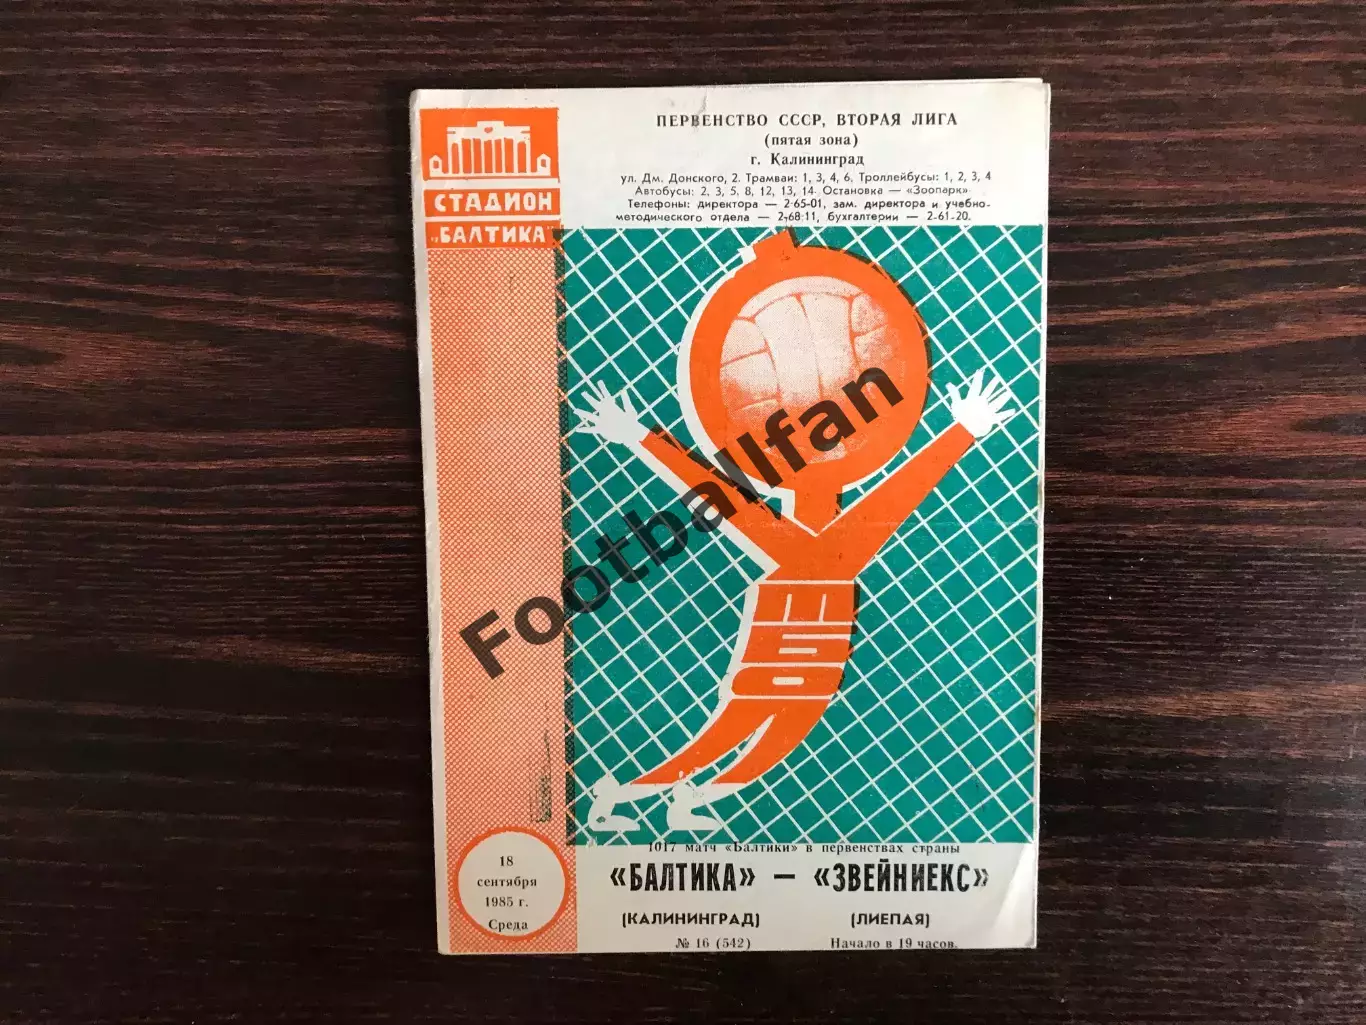 ПЕРВЕНСТВО СССР, ВТОРАЯ ЛИГА
(пятая зона)
г. Калининград
ул. Дм. Донского, 2. Трамваи: 1, 3, 4, 6. Троллейбусы: 1, 2, 3, 4
Автобусы: 2, 3, 5. 8, 12, 13, 14. Остановка — «Зоопарк»
Телефоны: директора — 2-65-01, зам. директора и учебно-
методического отдела — 2-68-11, бухгалтерии — 2-61-20.
СТАДИОН
„БАЛТИКА"
Footballfan
ТБОЛ
18
сентября
1985 г.
Среда
1017 матч «Балтики» в первенствах страны
«БАЛТИКА» — «ЗВЕЙНИЕКС»
(КАЛИНИНГРАД) (ЛИЕПАЯ)
№ 16 (542) Начало в 19 часов.